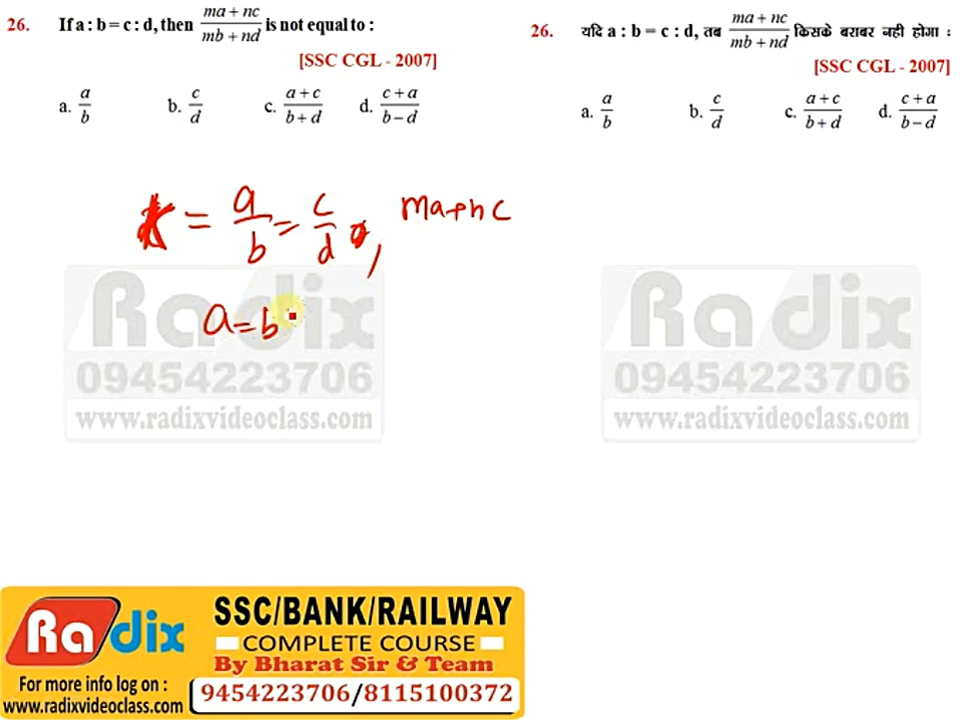 26. If a : b = c : d, then (ma + nc)/(mb + nd) is not equal to :
[SSC CGL - 2007]
a. a/b b. c/d c. (a + c)/(b + d) d. (c + a)/(b – d)
26. यदि a : b = c : d, तब (ma + nc)/(mb + nd) किसके बराबर नही होगा :
[SSC CGL - 2007]
a. a/b b. c/d c. (a + c)/(b + d) d. (c + a)/(b – d)
k = a/b = c/d , ma+nc
a=b
Radix
09454223706
www.radixvideoclass.com
Radix
09454223706
www.radixvideoclass.com
Radix
For more info log on :
www.radixvideoclass.com
SSC/BANK/RAILWAY
COMPLETE COURSE
By Bharat Sir & Team
9454223706/8115100372